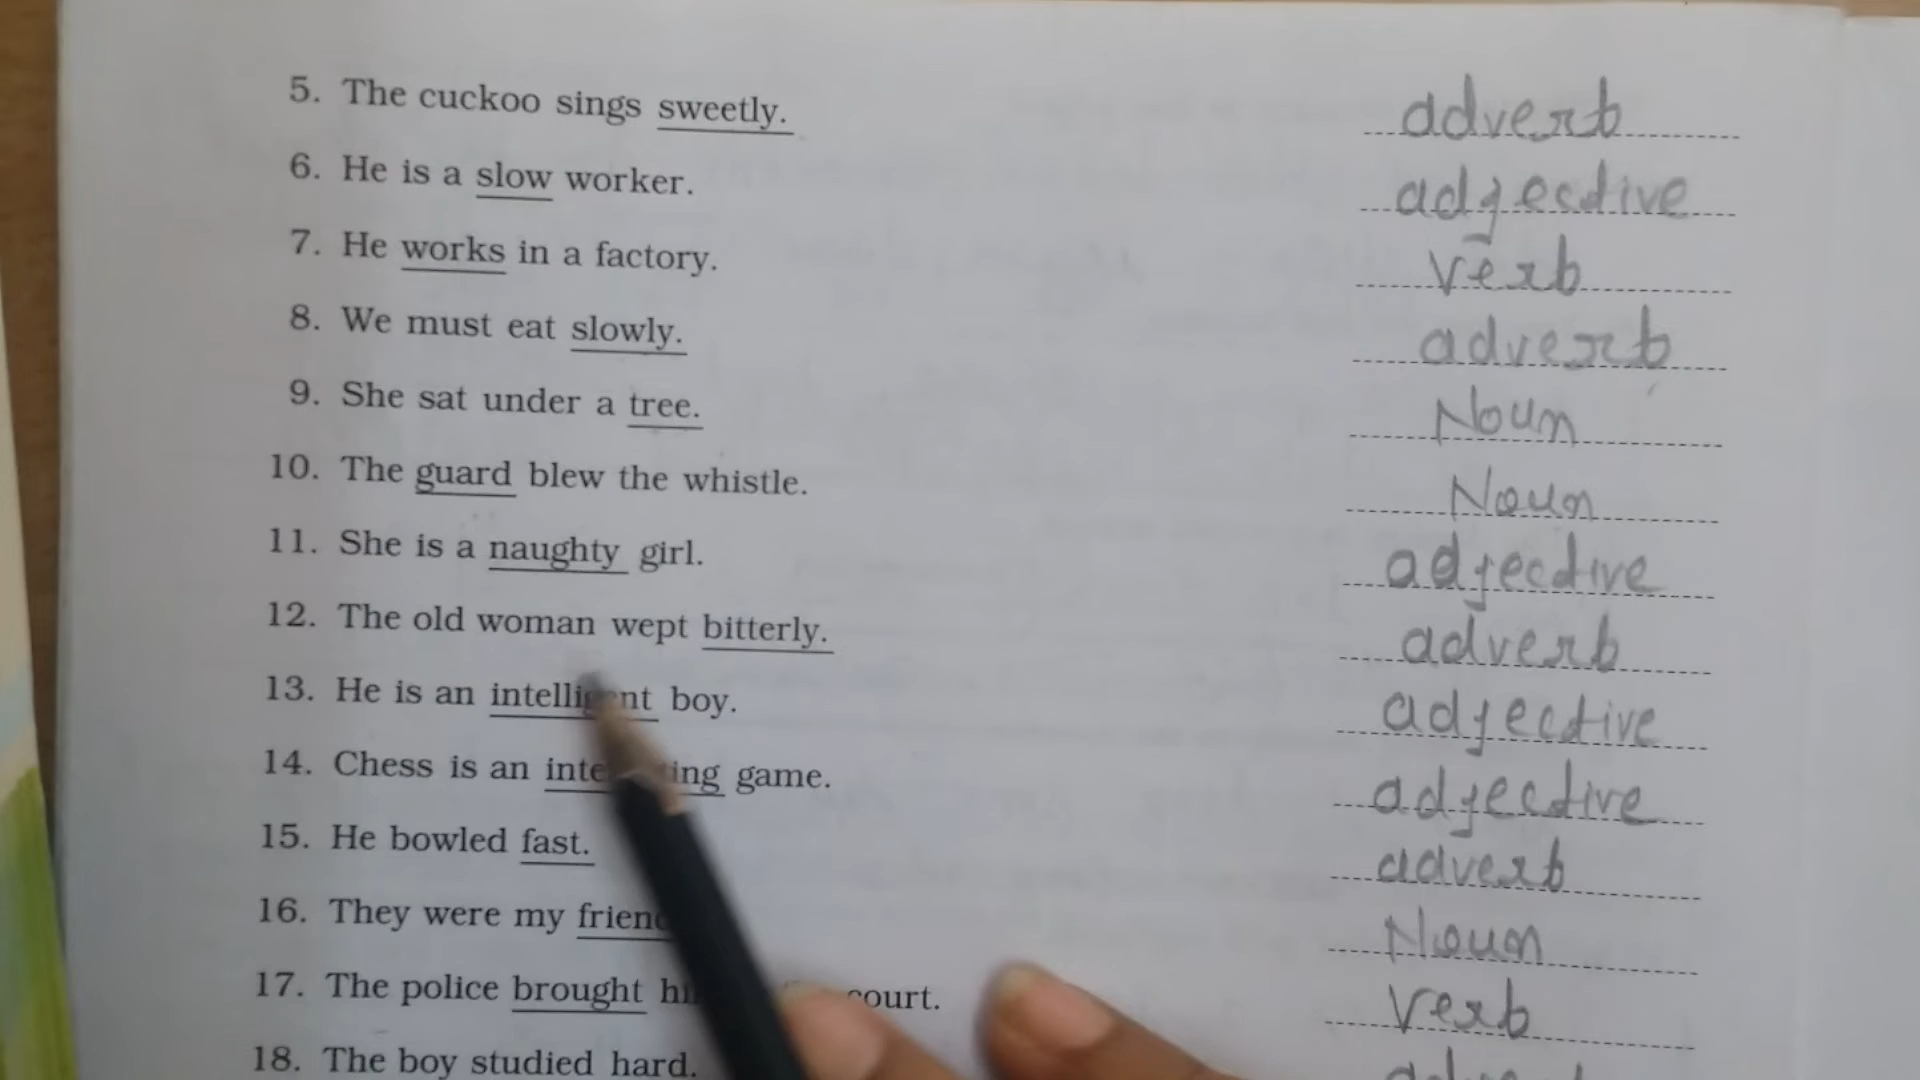 5. The cuckoo sings sweetly. adverb
6. He is a slow worker. adjective
7. He works in a factory. verb
8. We must eat slowly. adverb
9. She sat under a tree. Noun
10. The guard blew the whistle. Noun
11. She is a naughty girl. adjective
12. The old woman wept bitterly. adverb
13. He is an intelligent boy. adjective
14. Chess is an interesting game. adjective
15. He bowled fast. adverb
16. They were my Noun
17. The police brought court. Verb
18. The boy studied hard.